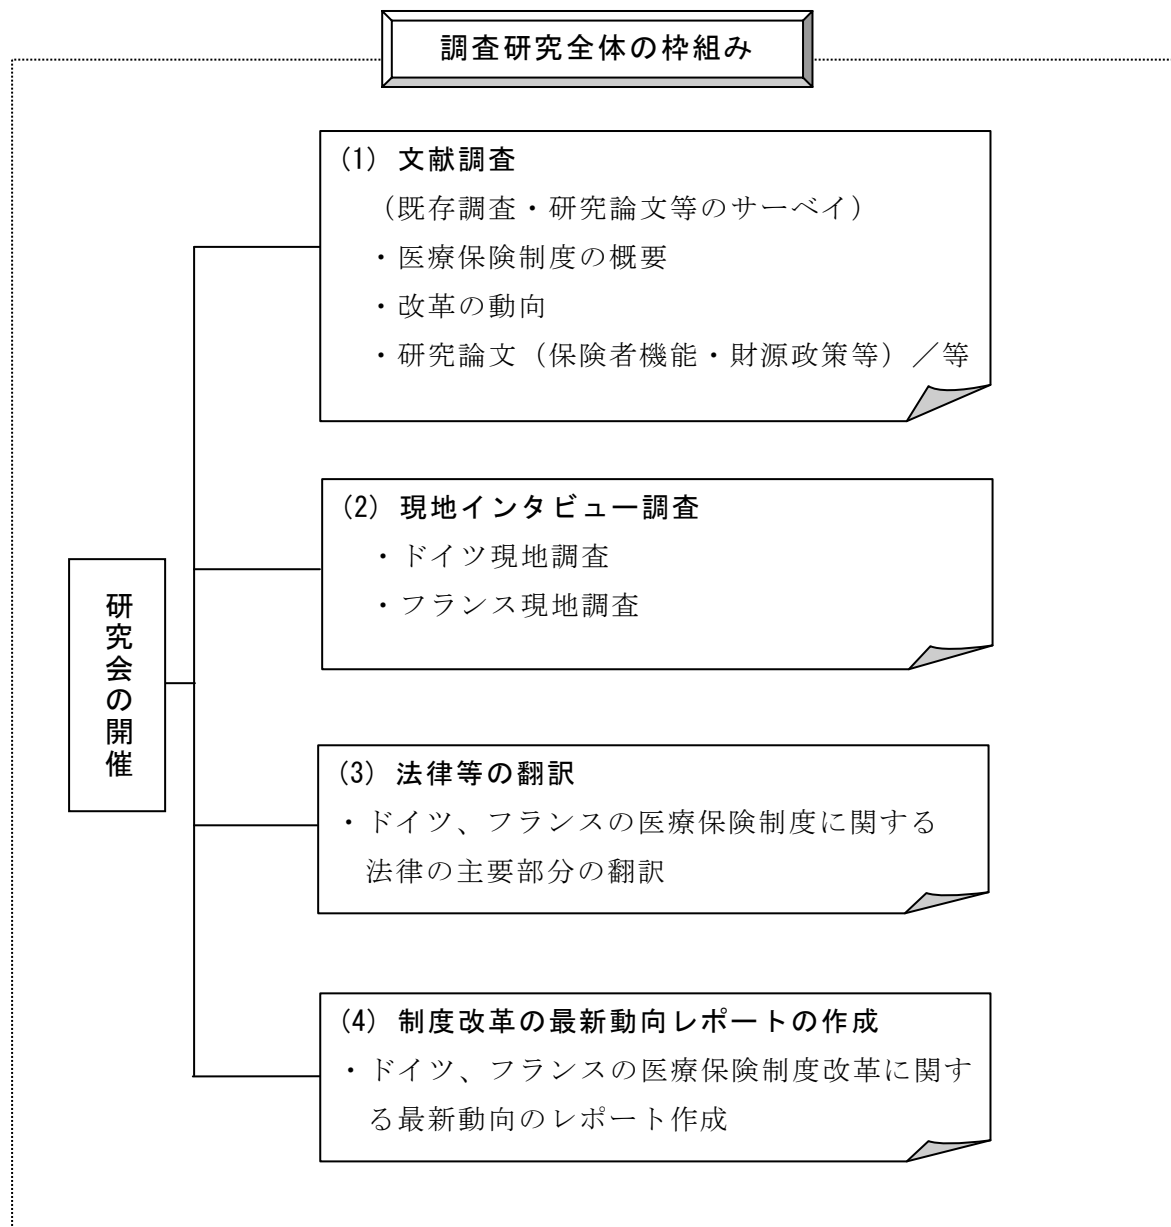 調査研究全体の枠組み
(1) 文献調査
（既存調査・研究論文等のサーベイ）
・医療保険制度の概要
・改革の動向
・研究論文（保険者機能・財源政策等）／等
(2) 現地インタビュー調査
・ドイツ現地調査
・フランス現地調査
研究会の開催
(3) 法律等の翻訳
・ドイツ、フランスの医療保険制度に関する
法律の主要部分の翻訳
(4) 制度改革の最新動向レポートの作成
・ドイツ、フランスの医療保険制度改革に関す
る最新動向のレポート作成